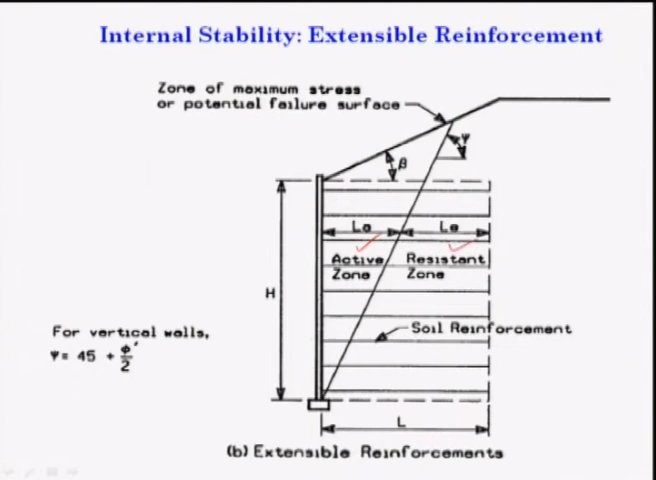 Internal Stability: Extensible Reinforcement
Zone of maximum stress
or potential failure surface
ψ
β
La
Le
Active
Zone
Resistant
Zone
H
For vertical walls,
ψ= 45 + φ'/2
Soil Reinforcement
L
(b) Extensible Reinforcements